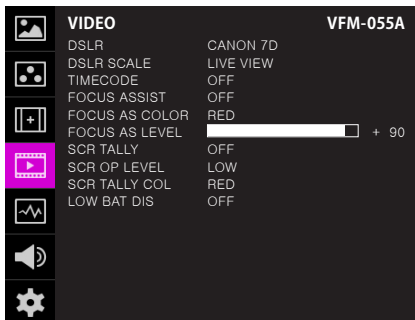 VIDEO VFM-055A
DSLR CANON 7D
DSLR SCALE LIVE VIEW
TIMECODE OFF
FOCUS ASSIST OFF
FOCUS AS COLOR RED
FOCUS AS LEVEL + 90
SCR TALLY OFF
SCR OP LEVEL LOW
SCR TALLY COL RED
LOW BAT DIS OFF